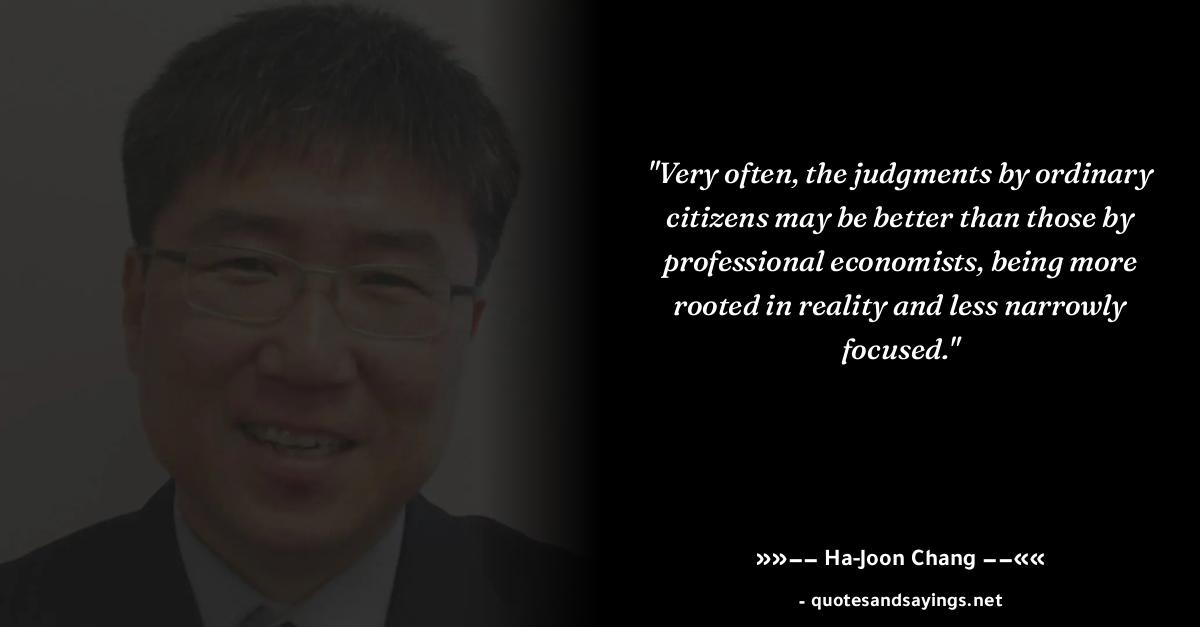 "Very often, the judgments by ordinary
citizens may be better than those by
professional economists, being more
rooted in reality and less narrowly
focused."
»»–– Ha-Joon Chang ––««
- quotesandsayings.net